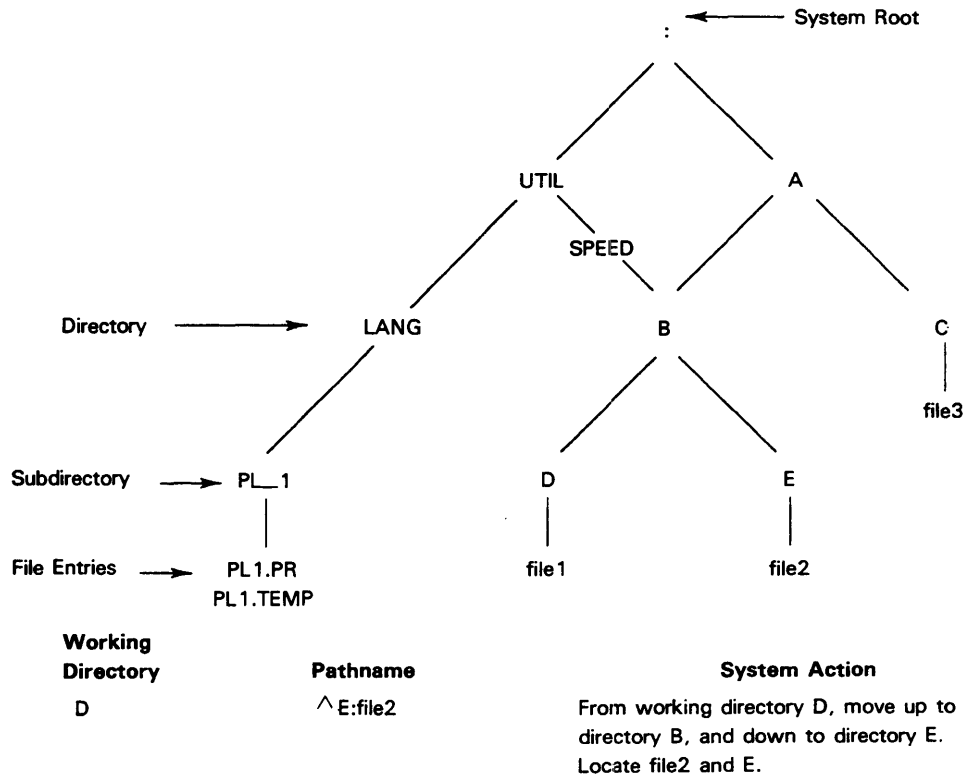 System Root
:
UTIL A
SPEED
Directory LANG B C
file3
Subdirectory PL_1 D E
File Entries PL1.PR file1 file2
PL1.TEMP
Working
Directory Pathname System Action
D ^E:file2 From working directory D, move up to
directory B, and down to directory E.
Locate file2 and E.